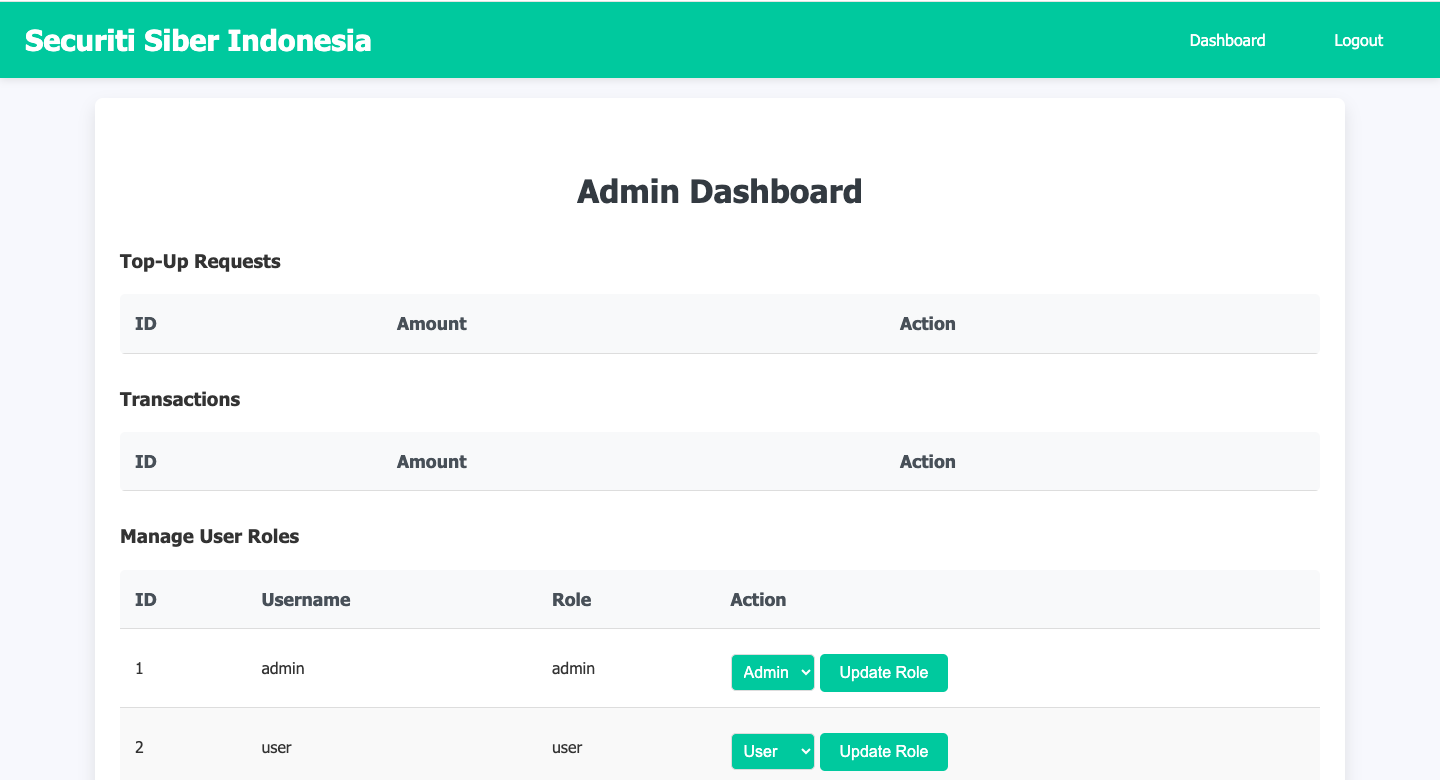 Securiti Siber Indonesia Dashboard Logout
Admin Dashboard
Top-Up Requests
ID Amount Action
Transactions
ID Amount Action
Manage User Roles
ID Username Role Action
1 admin admin Admin Update Role
2 user user User Update Role